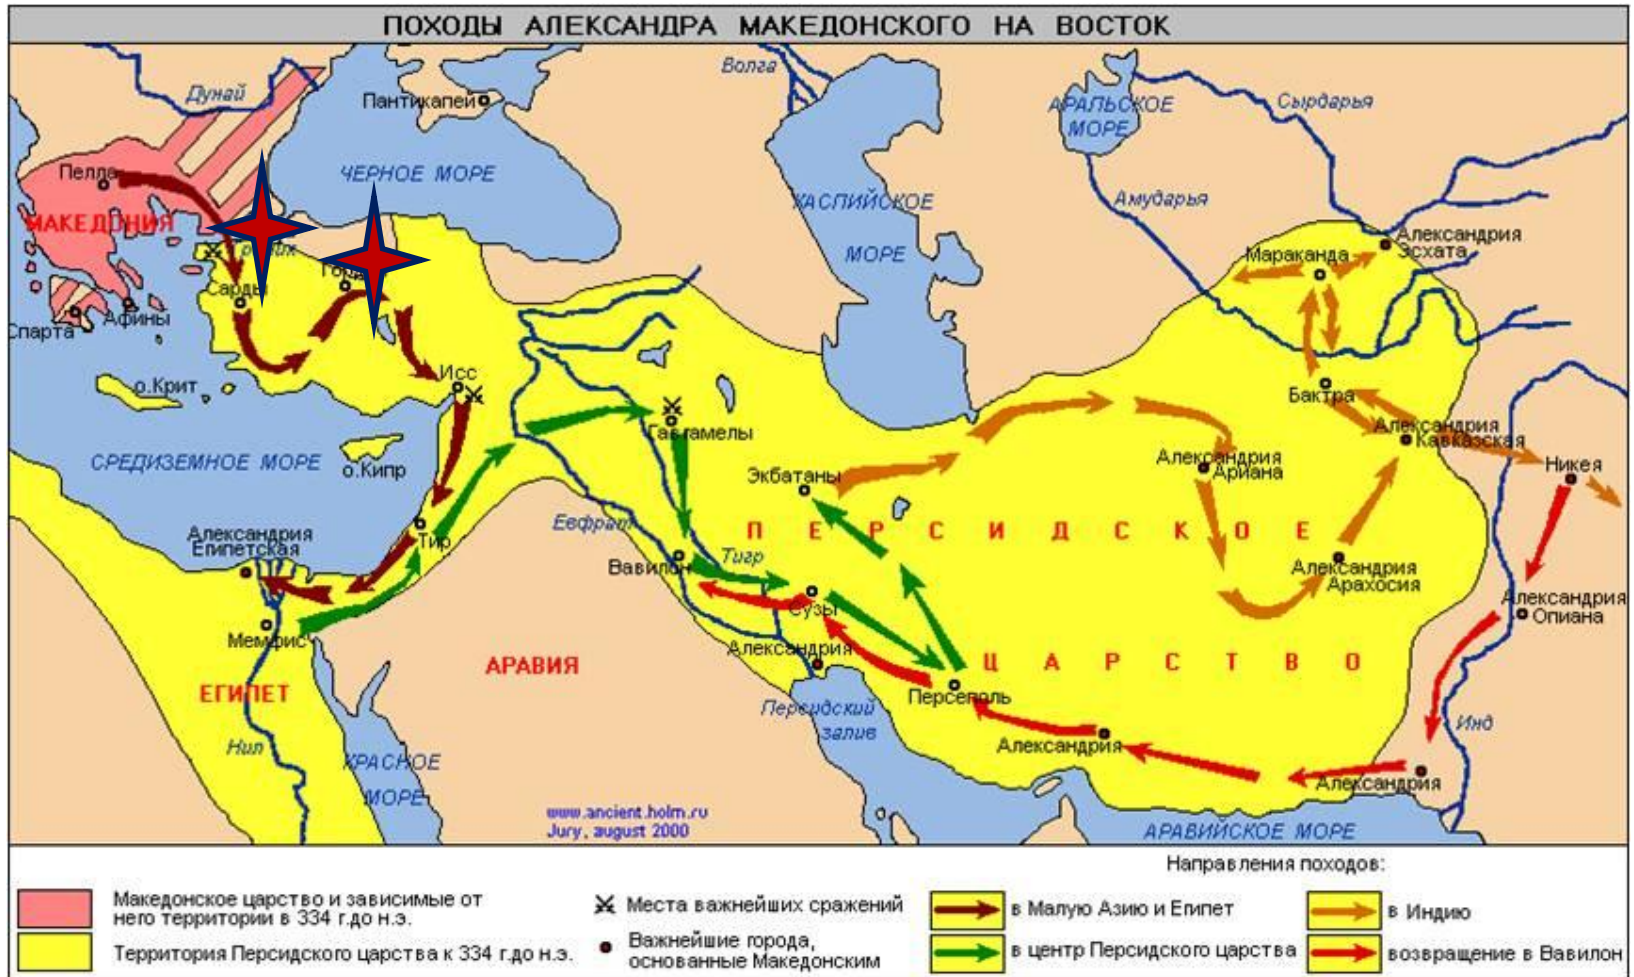 ПОХОДЫ АЛЕКСАНДРА МАКЕДОНСКОГО НА ВОСТОК
Дунай
Пантикапей
Волга
АРАЛЬСКОЕ
МОРЕ
Сырдарья
Пелла
ЧЕРНОЕ МОРЕ
КАСПИЙСКОЕ
МОРЕ
Амударья
МАКЕДОНИЯ
Александрия
Эсхата
Мараканда
Сарды
Спарта
Афины
о.Крит
Исс
Бактра
Гавгамелы
Александрия
Кавказская
СРЕДИЗЕМНОЕ МОРЕ
о.Кипр
Экбатаны
Александрия
Ариана
Никея
Александрия
Египетская
Тир
Евфрат
ПЕРСИДСКОЕ
Вавилон
Тигр
Александрия
Арахосия
Сузы
Александрия
Опиана
Мемфис
Александрия
АРАВИЯ
ЦАРСТВО
ЕГИПЕТ
Персеполь
Персидский
залив
Нил
Александрия
Инд
КРАСНОЕ
МОРЕ
Александрия
www.ancient.holm.ru
Jury, august 2000
АРАВИЙСКОЕ МОРЕ
Направления походов:
Македонское царство и зависимые от
него территории в 334 г.до н.э.
Места важнейших сражений
в Малую Азию и Египет
в Индию
Территория Персидского царства к 334 г.до н.э.
Важнейшие города,
основанные Македонским
в центр Персидского царства
возвращение в Вавилон